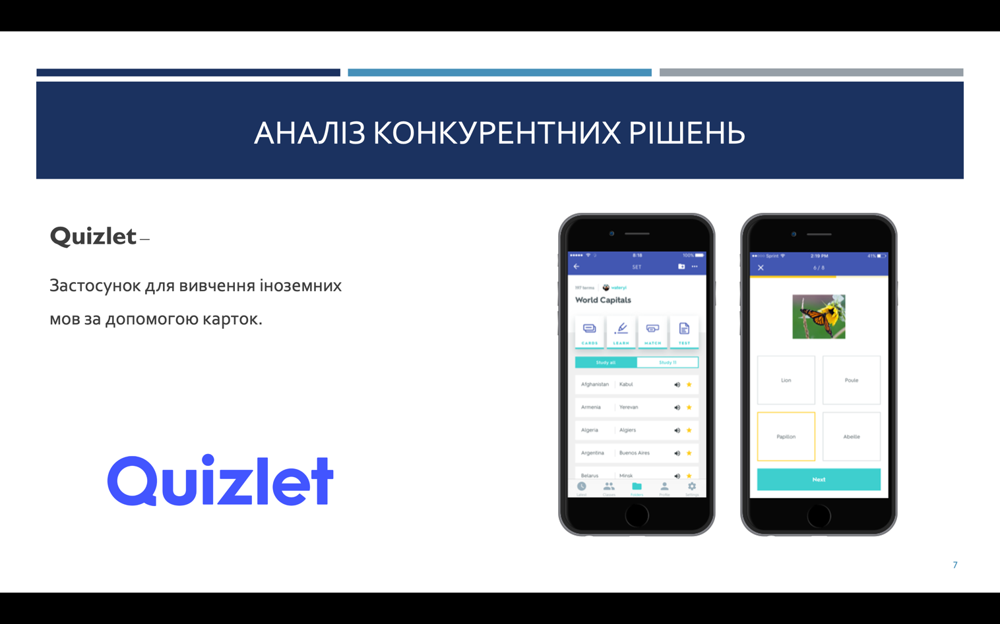 АНАЛІЗ КОНКУРЕНТНИХ РІШЕНЬ
Quizlet –
Застосунок для вивчення іноземних
мов за допомогою карток.
Quizlet
8:18
100%
SET
197 terms
wateryl
World Capitals
CARDS LEARN MATCH TEST
Study all Study 11
Afghanistan Kabul
Armenia Yerevan
Algeria Algiers
Argentina Buenos Aires
Belarus Minsk
Latest Classes Folders Profile Settings
Sprint 2:19 PM 41%
6 / 8
Lion Poule
Papillon Abeille
Next
7